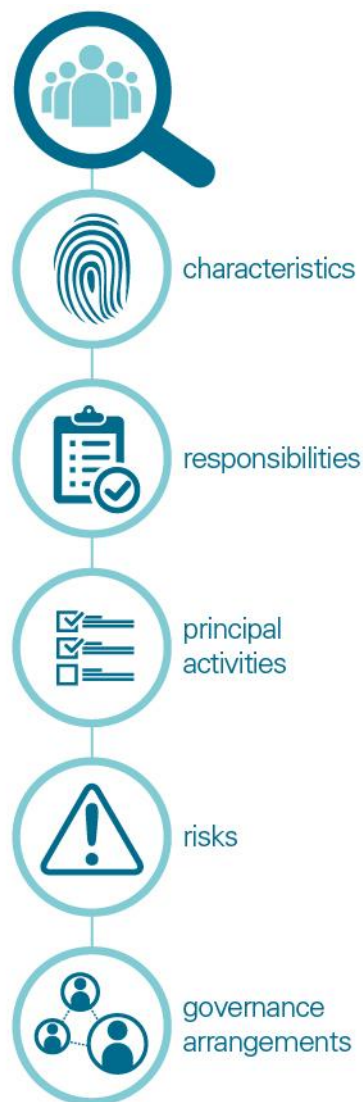 characteristics
responsibilities
principal
activities
risks
governance
arrangements